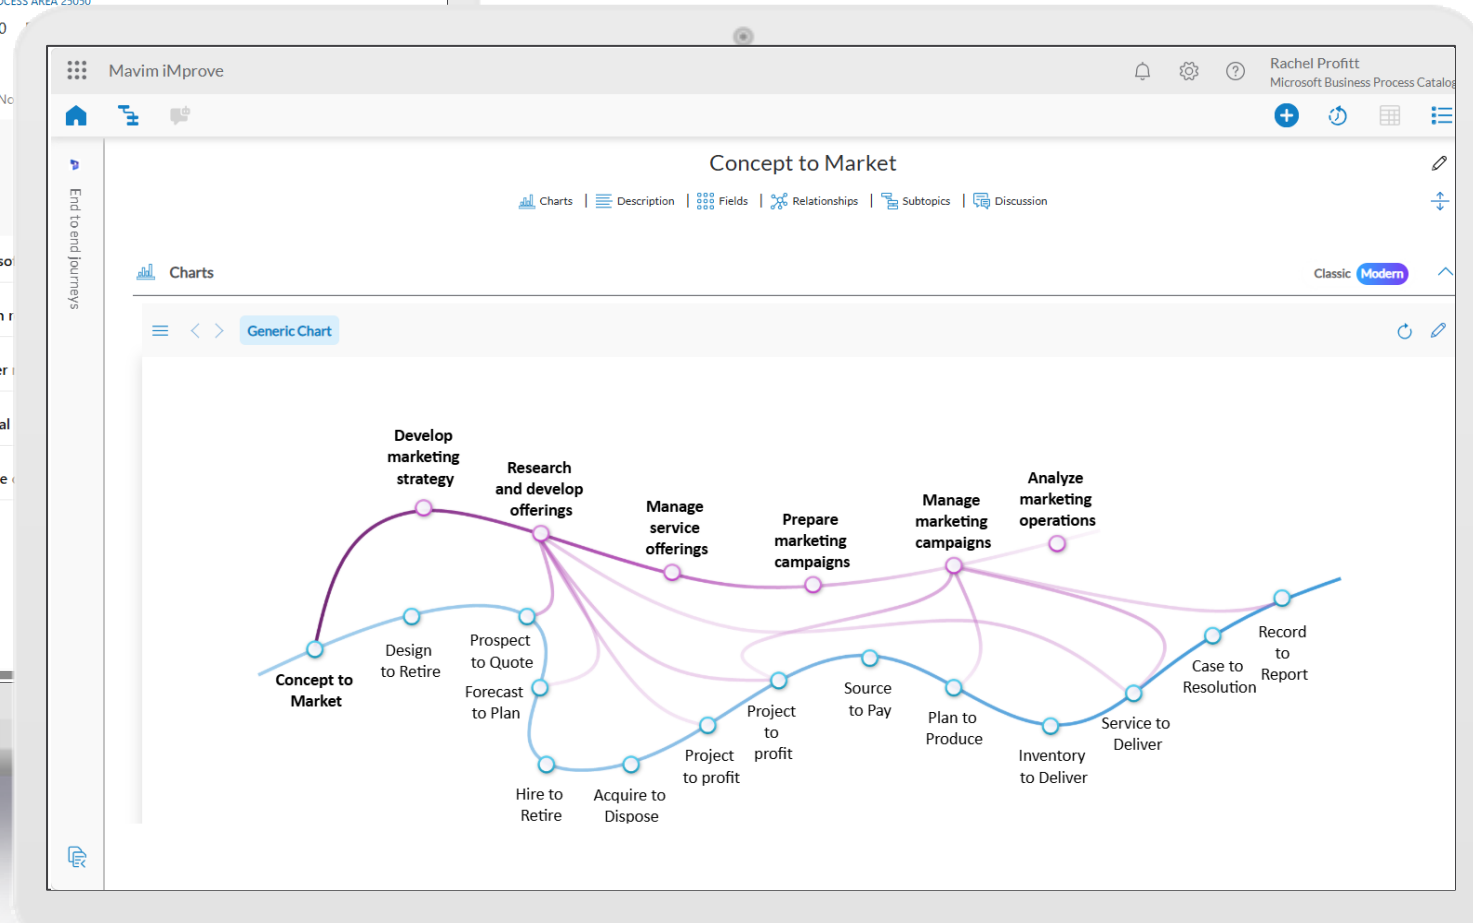 OCESS AREA 25050
Mavim iMprove
Rachel Profitt
Microsoft Business Process Catalog
End to end journeys
Concept to Market
Charts | Description | Fields | Relationships | Subtopics | Discussion
Charts
Classic Modern
Generic Chart
Develop
marketing
strategy
Research
and develop
offerings
Manage
service
offerings
Prepare
marketing
campaigns
Manage
marketing
campaigns
Analyze
marketing
operations
Concept to
Market
Design
to Retire
Prospect
to Quote
Forecast
to Plan
Hire to
Retire
Acquire to
Dispose
Project
to profit
Project
to
profit
Source
to Pay
Plan to
Produce
Inventory
to Deliver
Service to
Deliver
Case to
Resolution
Record
to
Report